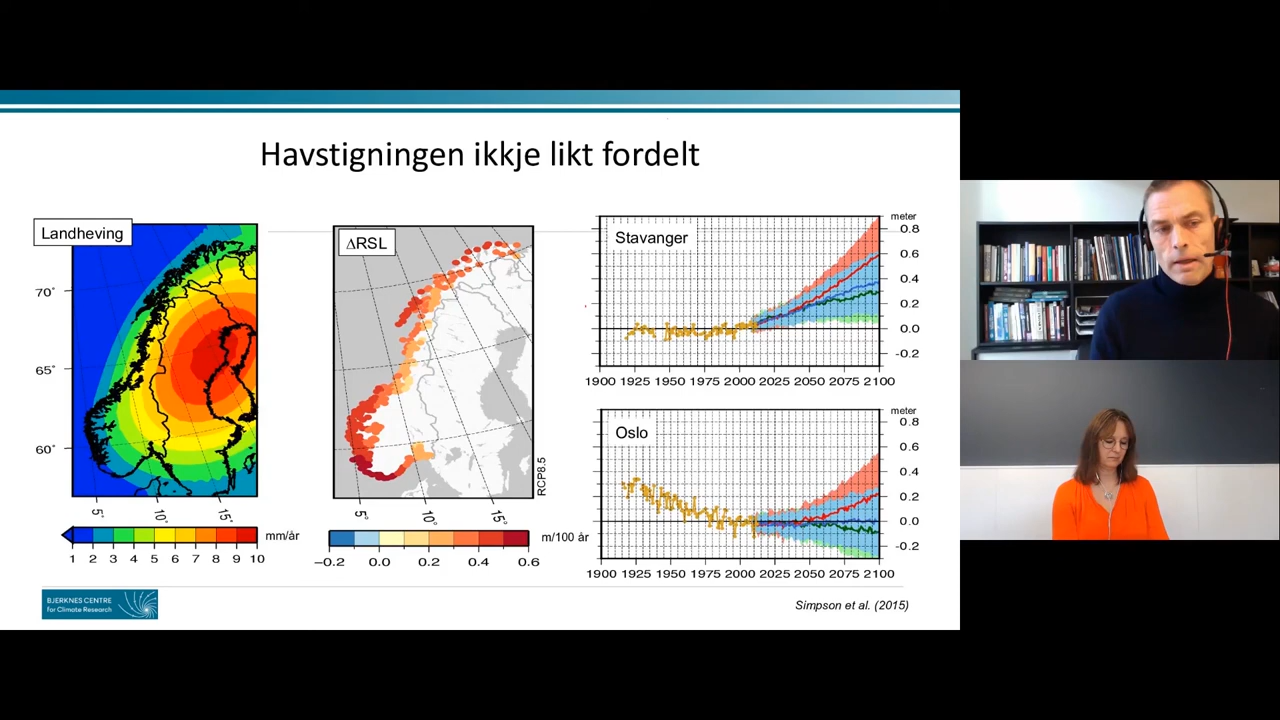 Havstigningen ikkje likt fordelt
Landheving
70°
65°
60°
5°
10°
15°
1 2 3 4 5 6 7 8 9 10
mm/år
ΔRSL
RCP8.5
5°
10°
15°
−0.2 0.0 0.2 0.4 0.6
m/100 år
Stavanger
meter
0.8
0.6
0.4
0.2
0.0
-0.2
1900 1925 1950 1975 2000 2025 2050 2075 2100
Oslo
meter
0.8
0.6
0.4
0.2
0.0
-0.2
1900 1925 1950 1975 2000 2025 2050 2075 2100
BJERKNES CENTRE
for Climate Research
Simpson et al. (2015)